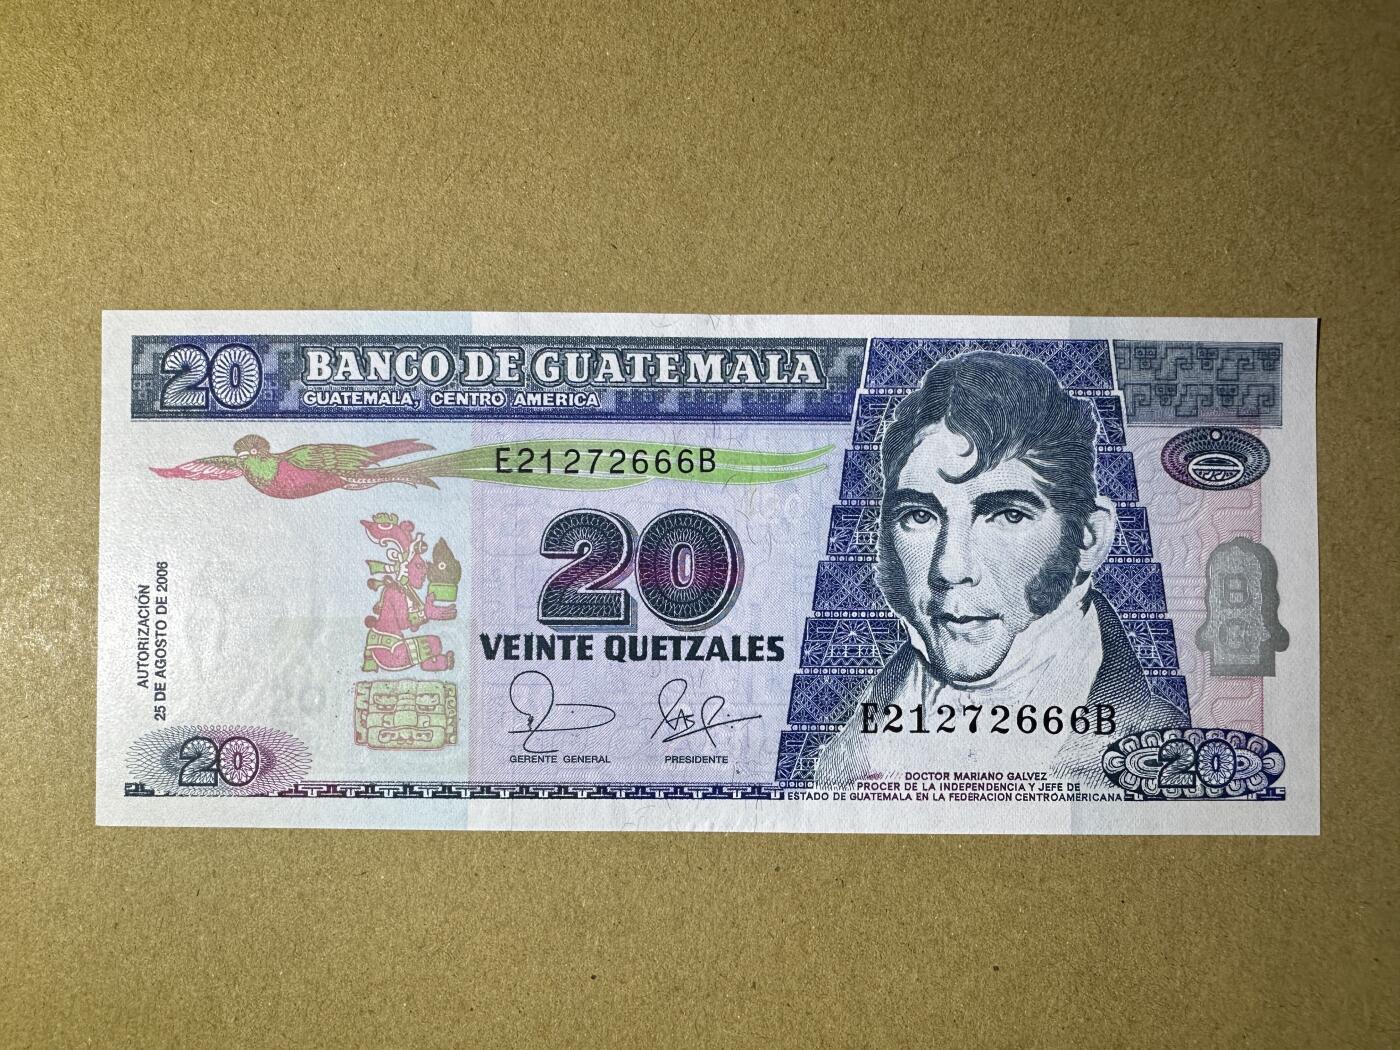 20 BANCO DE GUATEMALA
GUATEMALA, CENTRO AMERICA
E21272666B
20
VEINTE QUETZALES
AUTORIZACIÓN
25 DE AGOSTO DE 2006
GERENTE GENERAL
PRESIDENTE
E21272666B
DOCTOR MARIANO GALVEZ
PROCER DE LA INDEPENDENCIA Y JEFE DE
ESTADO DE GUATEMALA EN LA FEDERACION CENTROAMERICANA
20
20